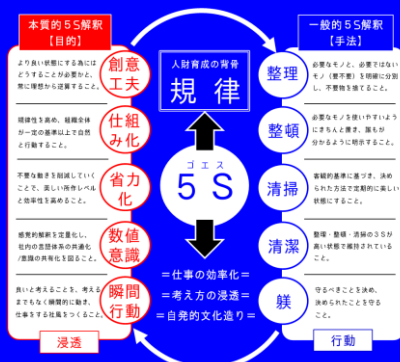 本質的5S解釈
【目的】
より良い状態にする為には
どうすることが必要かと、
常に理想から逆算すること。
創意
工夫
規律性を高め、組織全体
が一定の基準以上で自然
と行動すること。
仕組
み化
不要な動きを削減していく
ことで、美しい所作レベル
と効率性を高めること。
省力
化
感覚的解釈を定量化し、
社内の言語体系の共通化
/意識の共有化を図ること。
数値
意識
良いと考えることを、考える
までもなく瞬間的に動き、
仕事をする社風をつくること。
瞬間
行動
浸透
人財育成の背骨
規律
ゴエス
5S
=仕事の効率化=
=考え方の浸透=
=自発的文化造り=
一般的5S解釈
【手法】
整理
必要なモノと、必要ではない
モノ(要不要)を明確に分別
し、不要物を捨てること。
整頓
必要なモノを使いやすいよう
にきちんと置き、誰もが
分かるように明示すること。
清掃
客観的基準に基づき、決め
られた方法で定期的に美しい
状態にすること。
清潔
整理・整頓・清掃の3Sが
高い状態で維持されている
こと。
躾
守るべきことを決め、
決められたことを守る
こと。
行動